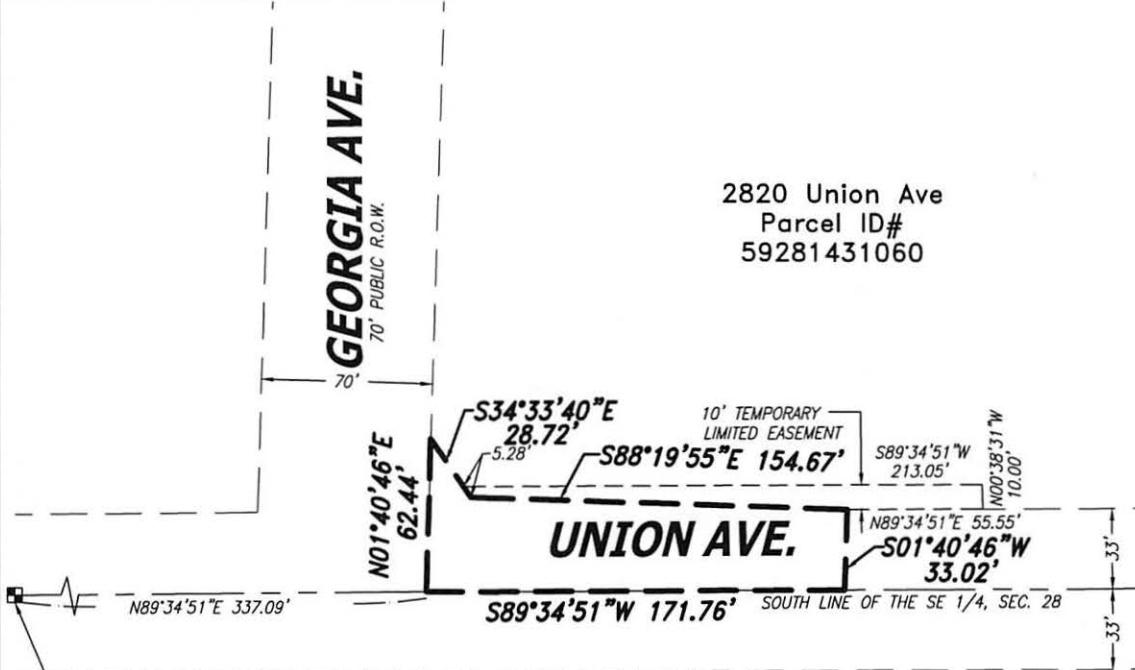 GEORGIA AVE.
70' PUBLIC R.O.W.
2820 Union Ave
Parcel ID#
59281431060
70'
S34°33'40"E
28.72'
5.28'
10' TEMPORARY
LIMITED EASEMENT
S88°19'55"E 154.67'
S89°34'51"W
213.05'
N00°38'31"W
10.00'
N01°40'46"E
62.44'
UNION AVE.
N89°34'51"E 55.55'
S01°40'46"W
33.02'
33'
N89°34'51"E 337.09'
S89°34'51"W 171.76'
SOUTH LINE OF THE SE 1/4, SEC. 28
33'